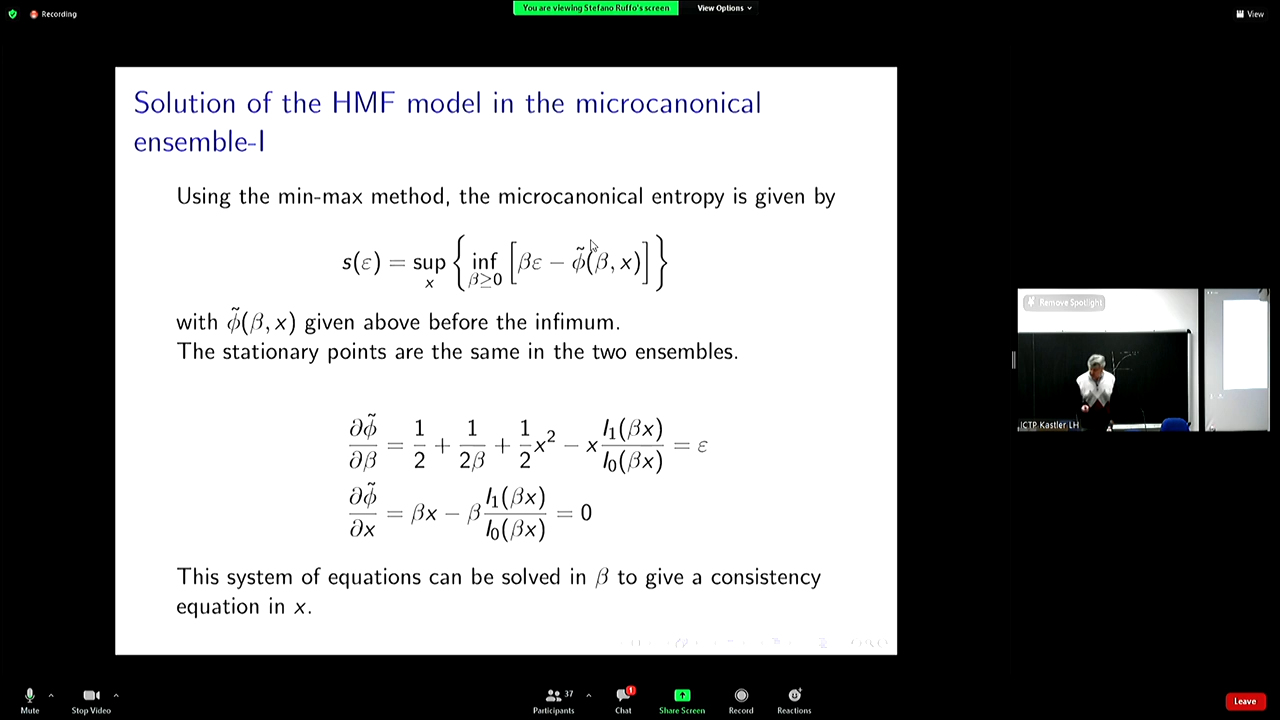 Recording
You are viewing Stefano Ruffo's screen
View Options
View
Solution of the HMF model in the microcanonical
ensemble-I
Using the min-max method, the microcanonical entropy is given by
s(ε) = sup_x { inf_{β≥0} [ βε − φ̃(β, x) ] }
with φ̃(β, x) given above before the infimum.
The stationary points are the same in the two ensembles.
∂φ̃/∂β = 1/2 + 1/(2β) + 1/2 x² − x I₁(βx)/I₀(βx) = ε
∂φ̃/∂x = βx − β I₁(βx)/I₀(βx) = 0
This system of equations can be solved in β to give a consistency
equation in x.
Remove Spotlight
ICTP Kastler LH
Mute
Stop Video
37
Participants
1
Chat
Share Screen
Record
Reactions
Leave